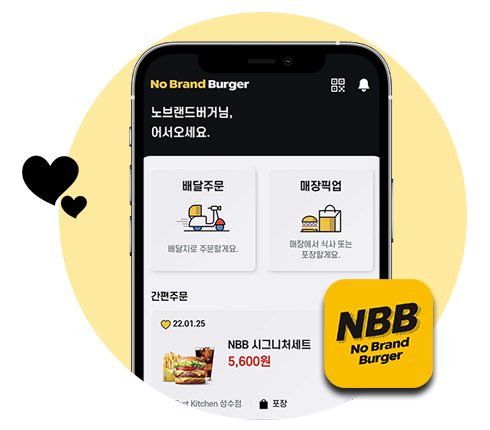 No Brand Burger
노브랜드버거님,
어서오세요.
배달주문
배달지로 주문할게요.
매장픽업
매장에서 식사 또는
포장할게요.
간편주문
22.01.25
NBB 시그니처세트
5,600원
Kitchen 성수점
포장
NBB
No Brand
Burger